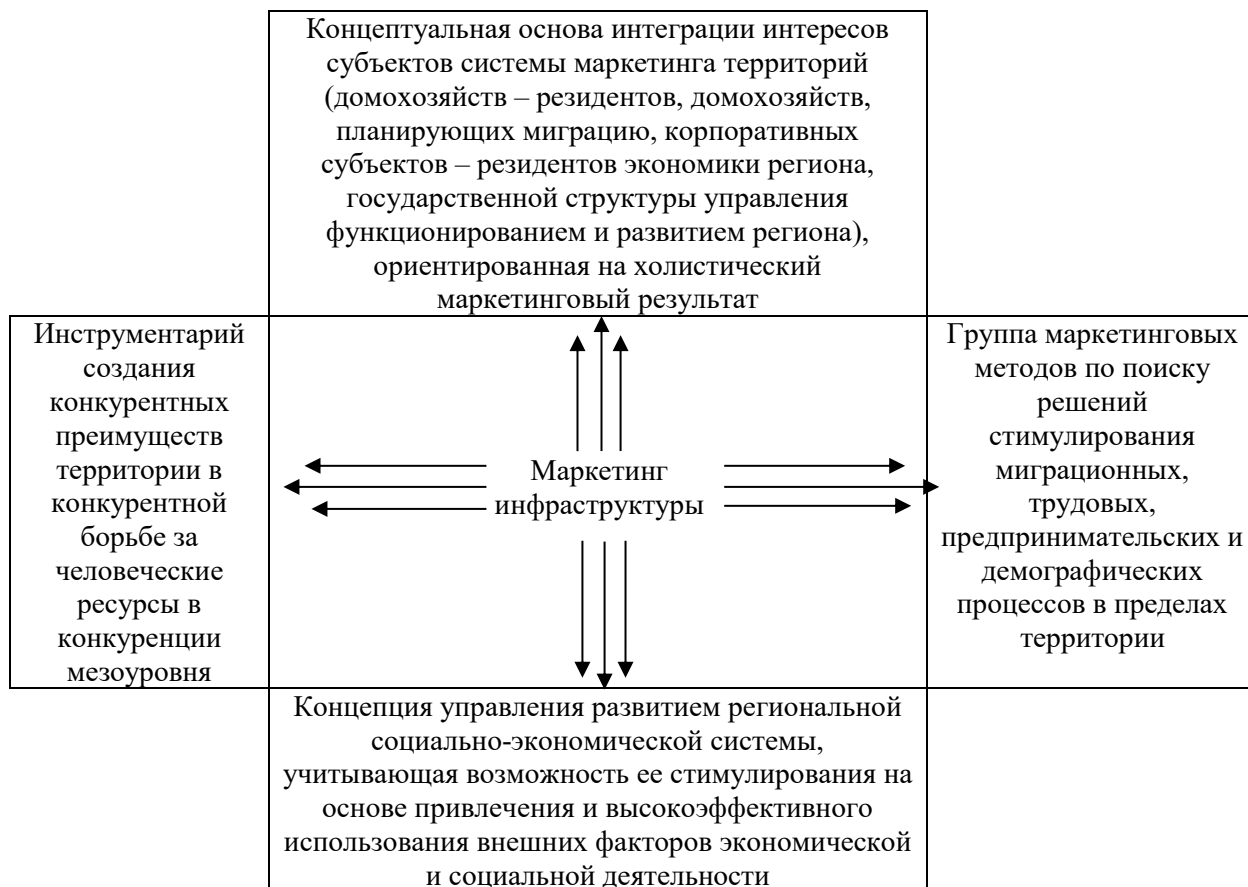 Концептуальная основа интеграции интересов
субъектов системы маркетинга территорий
(домохозяйств – резидентов, домохозяйств,
планирующих миграцию, корпоративных
субъектов – резидентов экономики региона,
государственной структуры управления
функционированием и развитием региона),
ориентированная на холистический
маркетинговый результат
Инструментарий
создания
конкурентных
преимуществ
территории в
конкурентной
борьбе за
человеческие
ресурсы в
конкуренции
мезоуровня
Маркетинг
инфраструктуры
Группа маркетинговых
методов по поиску
решений
стимулирования
миграционных,
трудовых,
предпринимательских и
демографических
процессов в пределах
территории
Концепция управления развитием региональной
социально-экономической системы,
учитывающая возможность ее стимулирования на
основе привлечения и высокоэффективного
использования внешних факторов экономической
и социальной деятельности